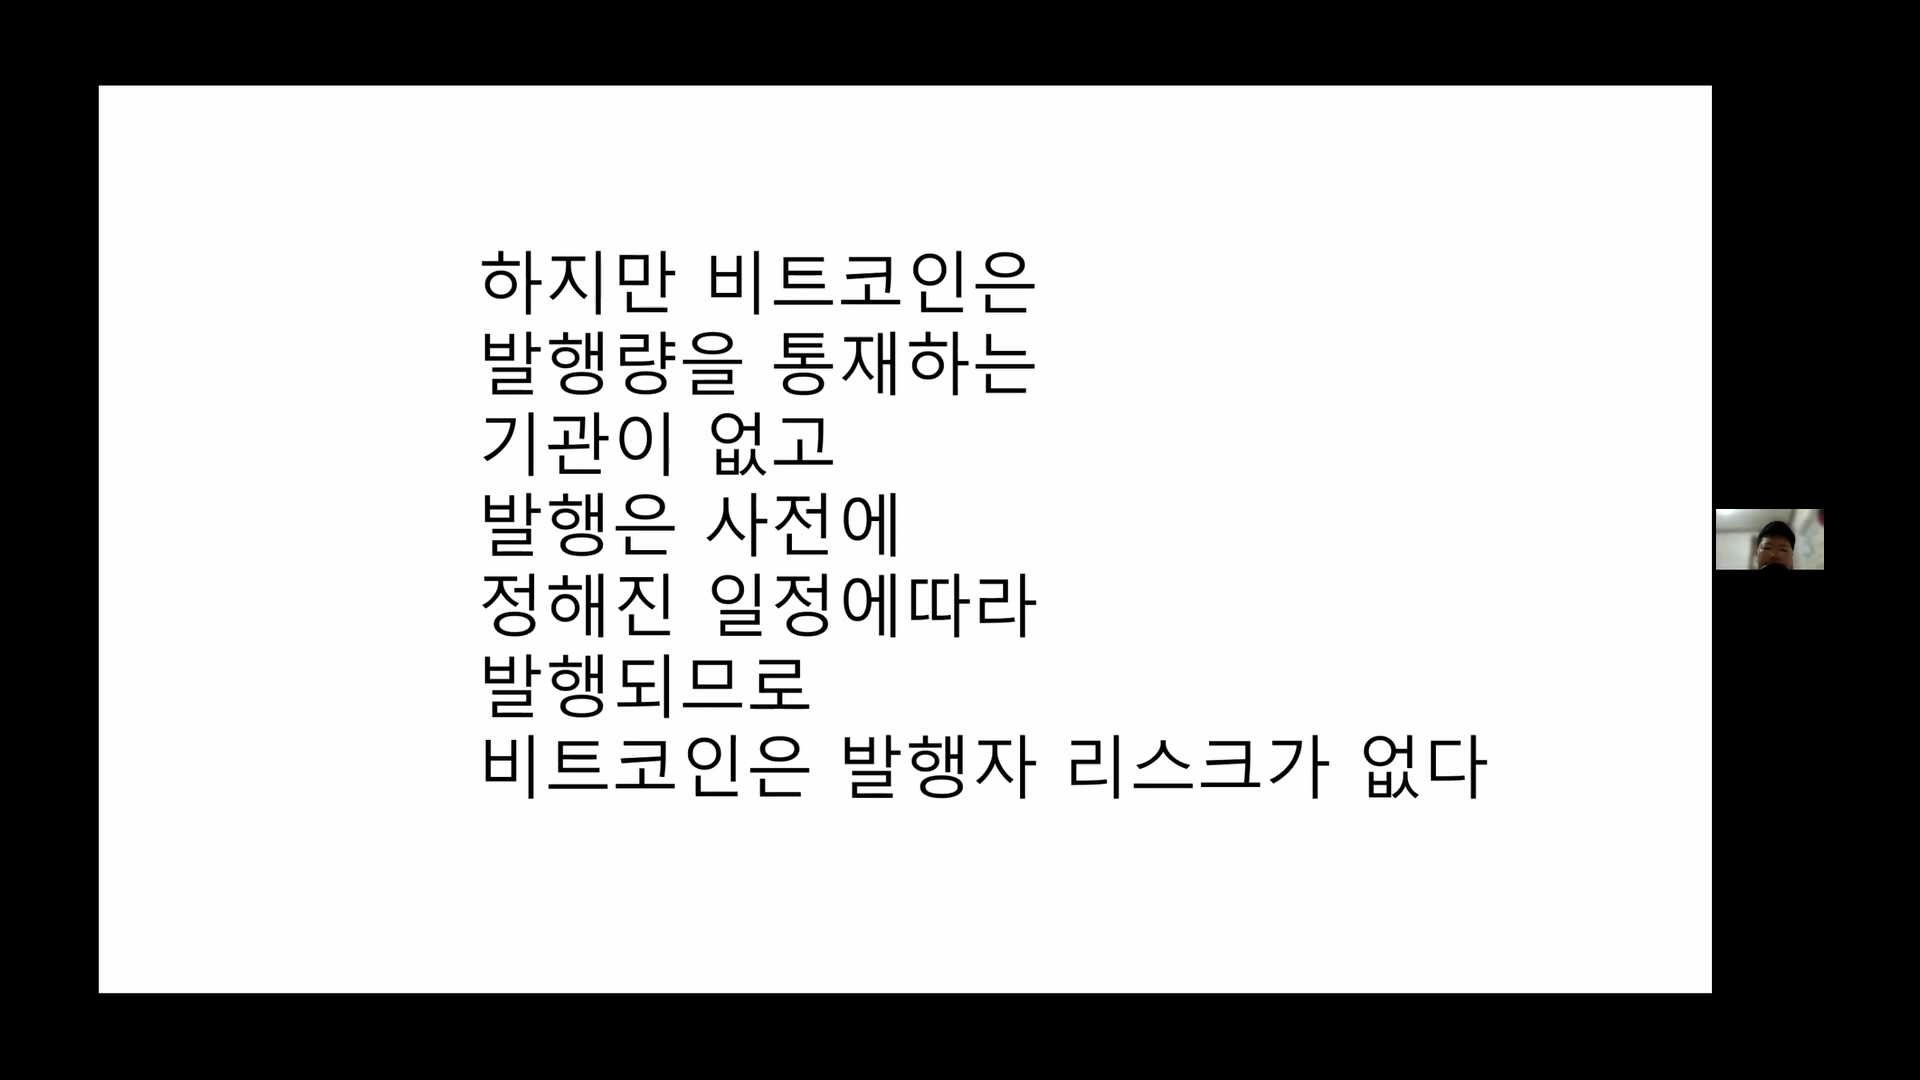 하지만 비트코인은
발행량을 통재하는
기관이 없고
발행은 사전에
정해진 일정에따라
발행되므로
비트코인은 발행자 리스크가 없다